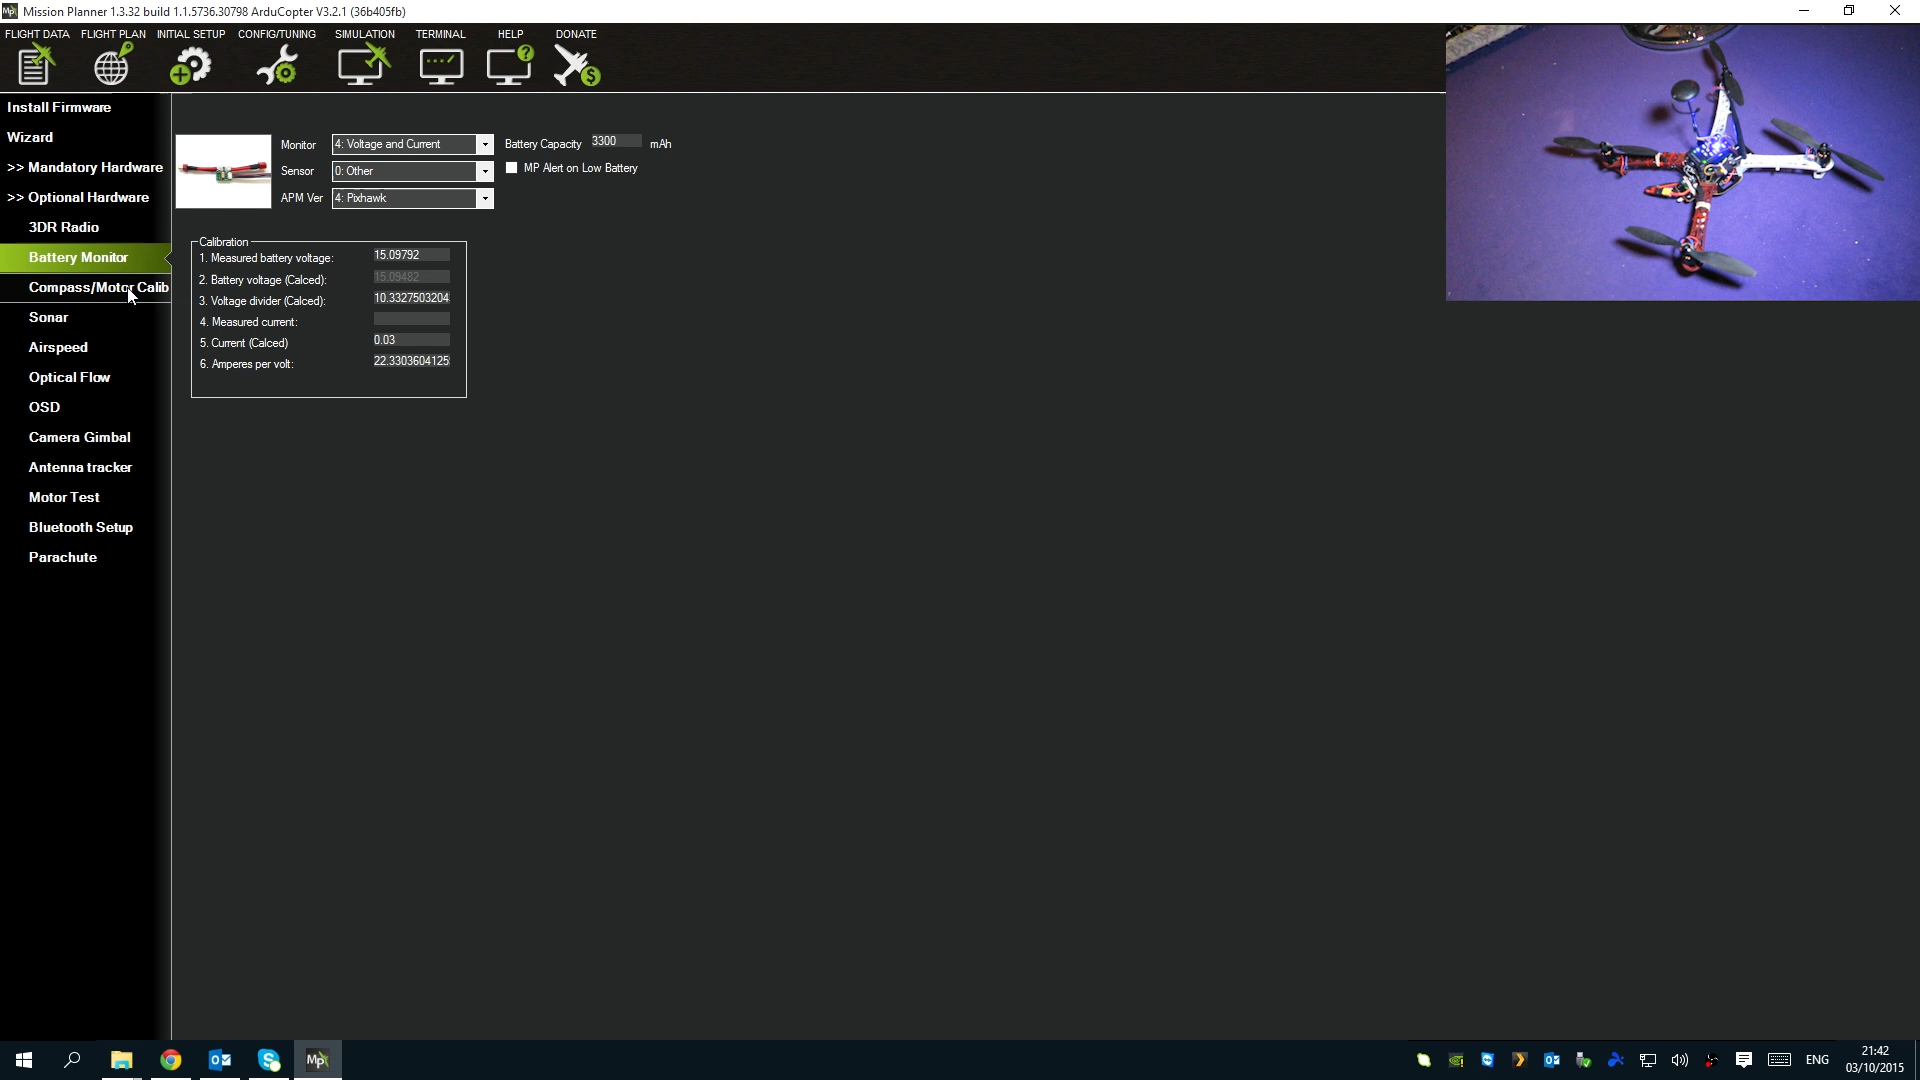 Mission Planner 1.3.32 build 1.1.5736.30798 ArduCopter V3.2.1 (36b405fb)
FLIGHT DATA FLIGHT PLAN INITIAL SETUP CONFIG/TUNING SIMULATION TERMINAL HELP DONATE
Install Firmware
Wizard
>> Mandatory Hardware
>> Optional Hardware
3DR Radio
Battery Monitor
Compass/Motor Calib
Sonar
Airspeed
Optical Flow
OSD
Camera Gimbal
Antenna tracker
Motor Test
Bluetooth Setup
Parachute
Monitor 4: Voltage and Current Battery Capacity 3300 mAh
Sensor 0: Other MP Alert on Low Battery
APM Ver 4: Pixhawk
Calibration
1. Measured battery voltage: 15.09792
2. Battery voltage (Calced): 15.09482
3. Voltage divider (Calced): 10.3327503204
4. Measured current:
5. Current (Calced) 0.03
6. Amperes per volt: 22.3303604125
ENG
21:42
03/10/2015